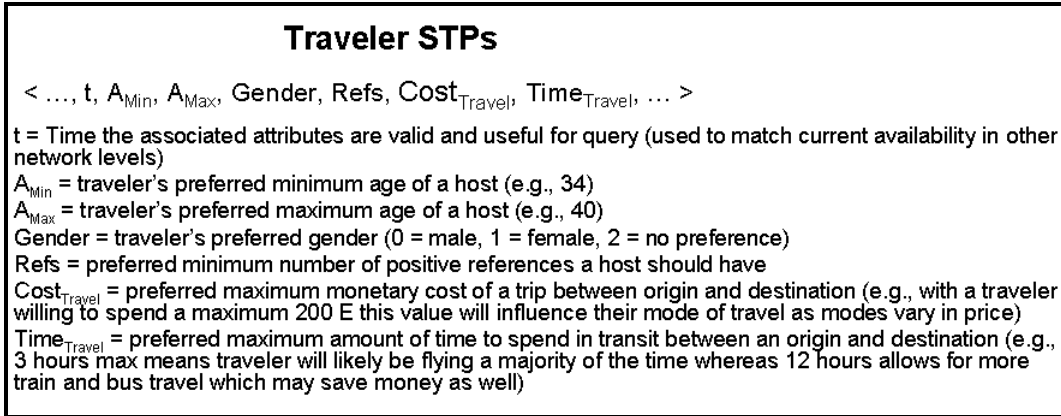 Traveler STPs
< ..., t, A_Min, A_Max, Gender, Refs, Cost_Travel, Time_Travel, ... >
t = Time the associated attributes are valid and useful for query (used to match current availability in other
network levels)
A_Min = traveler's preferred minimum age of a host (e.g., 34)
A_Max = traveler's preferred maximum age of a host (e.g., 40)
Gender = traveler's preferred gender (0 = male, 1 = female, 2 = no preference)
Refs = preferred minimum number of positive references a host should have
Cost_Travel = preferred maximum monetary cost of a trip between origin and destination (e.g., with a traveler
willing to spend a maximum 200 E this value will influence their mode of travel as modes vary in price)
Time_Travel = preferred maximum amount of time to spend in transit between an origin and destination (e.g.,
3 hours max means traveler will likely be flying a majority of the time whereas 12 hours allows for more
train and bus travel which may save money as well)